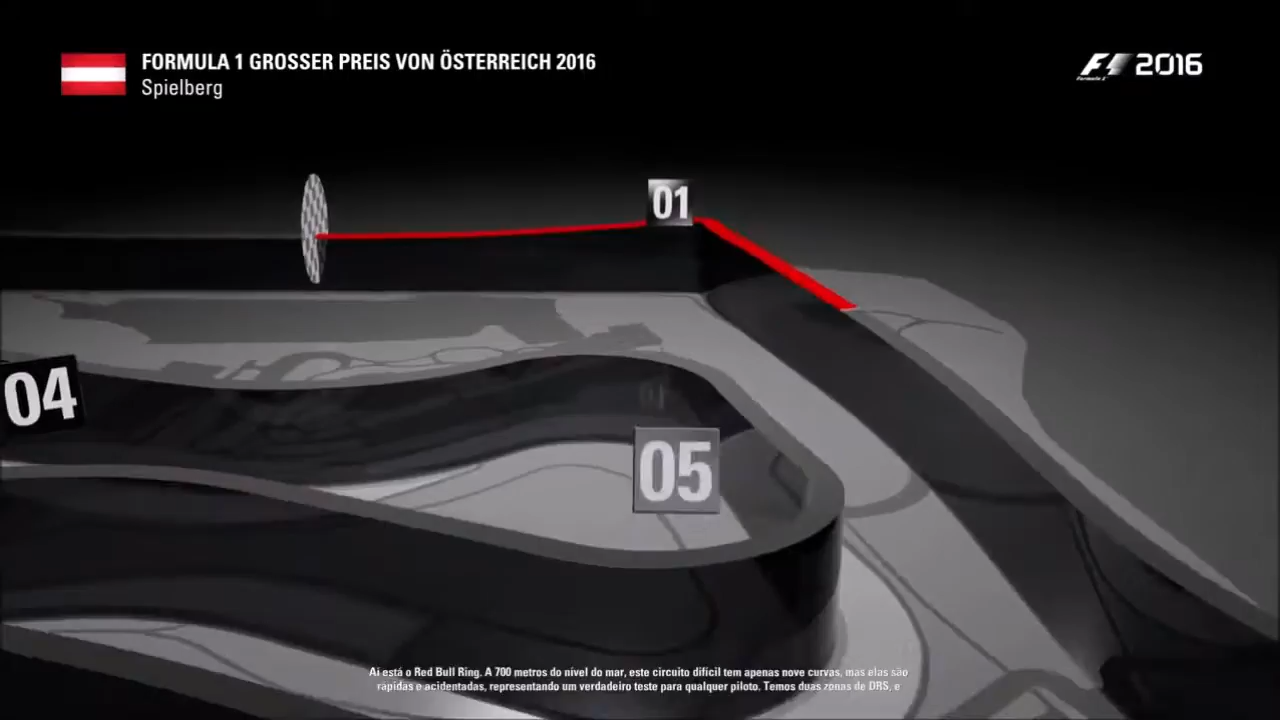 FORMULA 1 GROSSER PREIS VON ÖSTERREICH 2016
Spielberg
F1 2016
Formula 1
01
04
05
Aí está o Red Bull Ring. A 700 metros do nível do mar, este circuito difícil tem apenas nove curvas, mas elas são
rápidas e acidentadas, representando um verdadeiro teste para qualquer piloto. Temos duas zonas de DRS, e